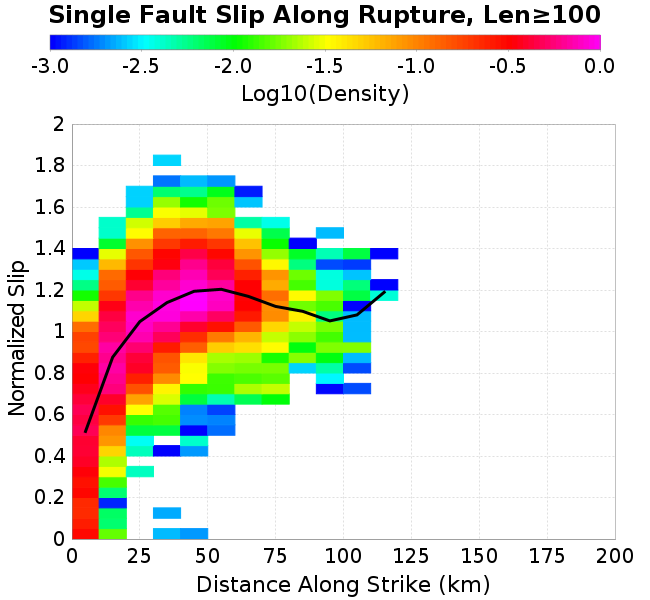 Single Fault Slip Along Rupture, Len≥100
-3.0 -2.5 -2.0 -1.5 -1.0 -0.5 0.0
Log10(Density)
2
1.8
1.6
1.4
1.2
1
0.8
0.6
0.4
0.2
0
Normalized Slip
0 25 50 75 100 125 150 175 200
Distance Along Strike (km)